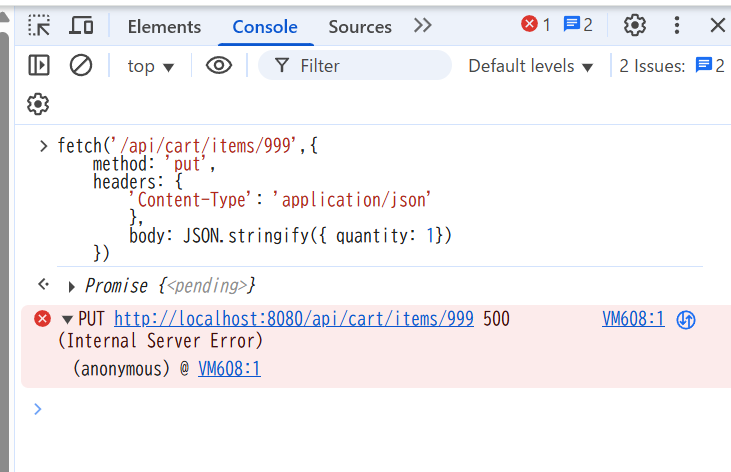 Elements Console Sources 1 2
top Filter Default levels 2 Issues: 2
fetch('/api/cart/items/999',{
method: 'put',
headers: {
'Content-Type': 'application/json'
},
body: JSON.stringify({ quantity: 1})
})
Promise {<pending>}
PUT http://localhost:8080/api/cart/items/999 500 VM608:1
(Internal Server Error)
(anonymous) @ VM608:1